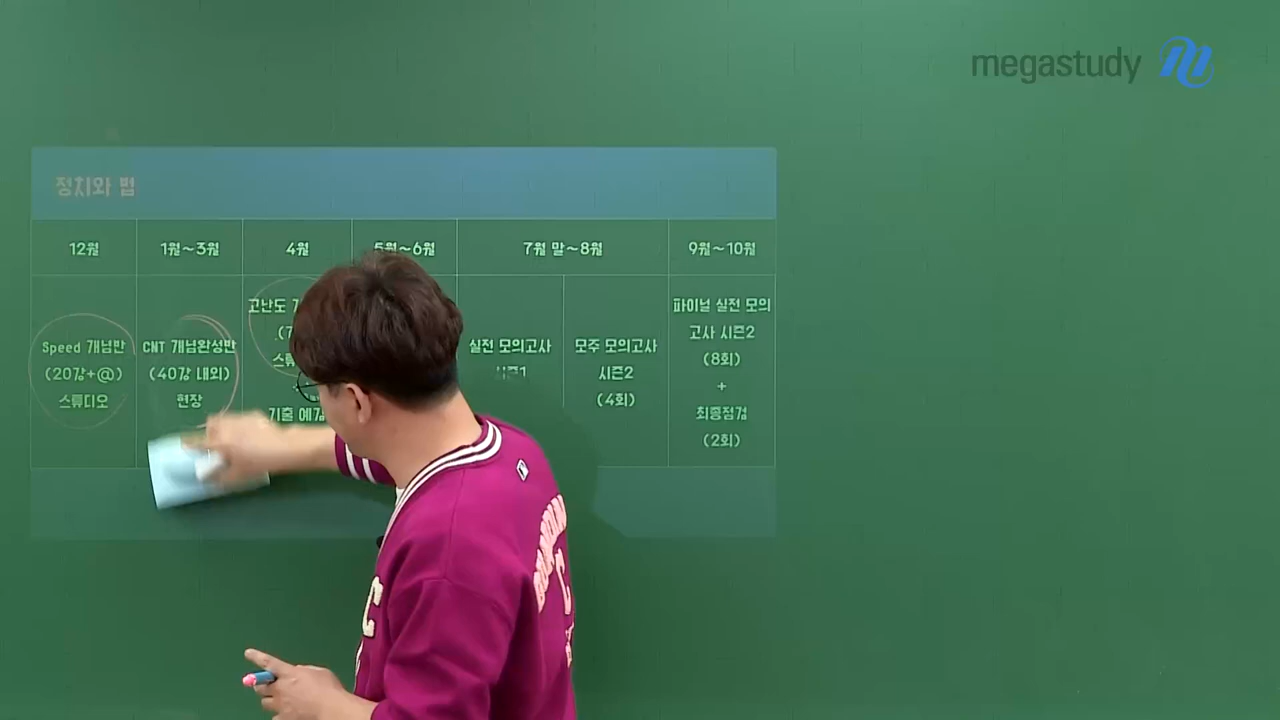 megastudy
정치와 법
12월
1월~3월
4월
5월~6월
7월 말~8월
9월~10월
Speed 개념반
(20강+@)
스튜디오
CNT 개념완성반
(40강 내외)
현장
고난도
기출
실전 모의고사
시즌1
모주 모의고사
시즌2
(4회)
파이널 실전 모의
고사 시즌2
(8회)
+
최종점검
(2회)
C